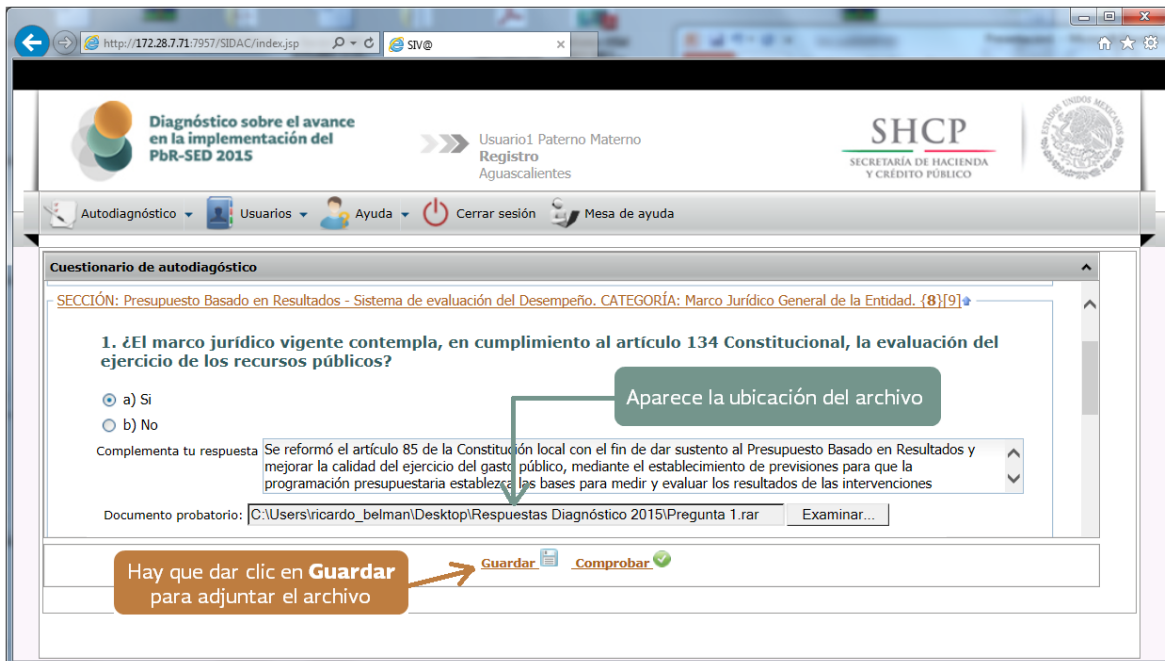 http://172.28.7.71:7957/SIDAC/index.jsp
SIV@
Diagnóstico sobre el avance
en la implementación del
PbR-SED 2015
Usuario1 Paterno Materno
Registro
Aguascalientes
SHCP
SECRETARÍA DE HACIENDA
Y CRÉDITO PÚBLICO
ESTADOS UNIDOS MEXICANOS
Autodiagnóstico
Usuarios
Ayuda
Cerrar sesión
Mesa de ayuda
Cuestionario de autodiagóstico
SECCIÓN: Presupuesto Basado en Resultados - Sistema de evaluación del Desempeño. CATEGORÍA: Marco Jurídico General de la Entidad. {8}[9]
1. ¿El marco jurídico vigente contempla, en cumplimiento al artículo 134 Constitucional, la evaluación del
ejercicio de los recursos públicos?
a) Si
Aparece la ubicación del archivo
b) No
Complementa tu respuesta
Se reformó el artículo 85 de la Constitución local con el fin de dar sustento al Presupuesto Basado en Resultados y
mejorar la calidad del ejercicio del gasto público, mediante el establecimiento de previsiones para que la
programación presupuestaria establezca las bases para medir y evaluar los resultados de las intervenciones
Documento probatorio: C:\Users\ricardo_belman\Desktop\Respuestas Diagnóstico 2015\Pregunta 1.rar Examinar...
Guardar Comprobar
Hay que dar clic en Guardar
para adjuntar el archivo